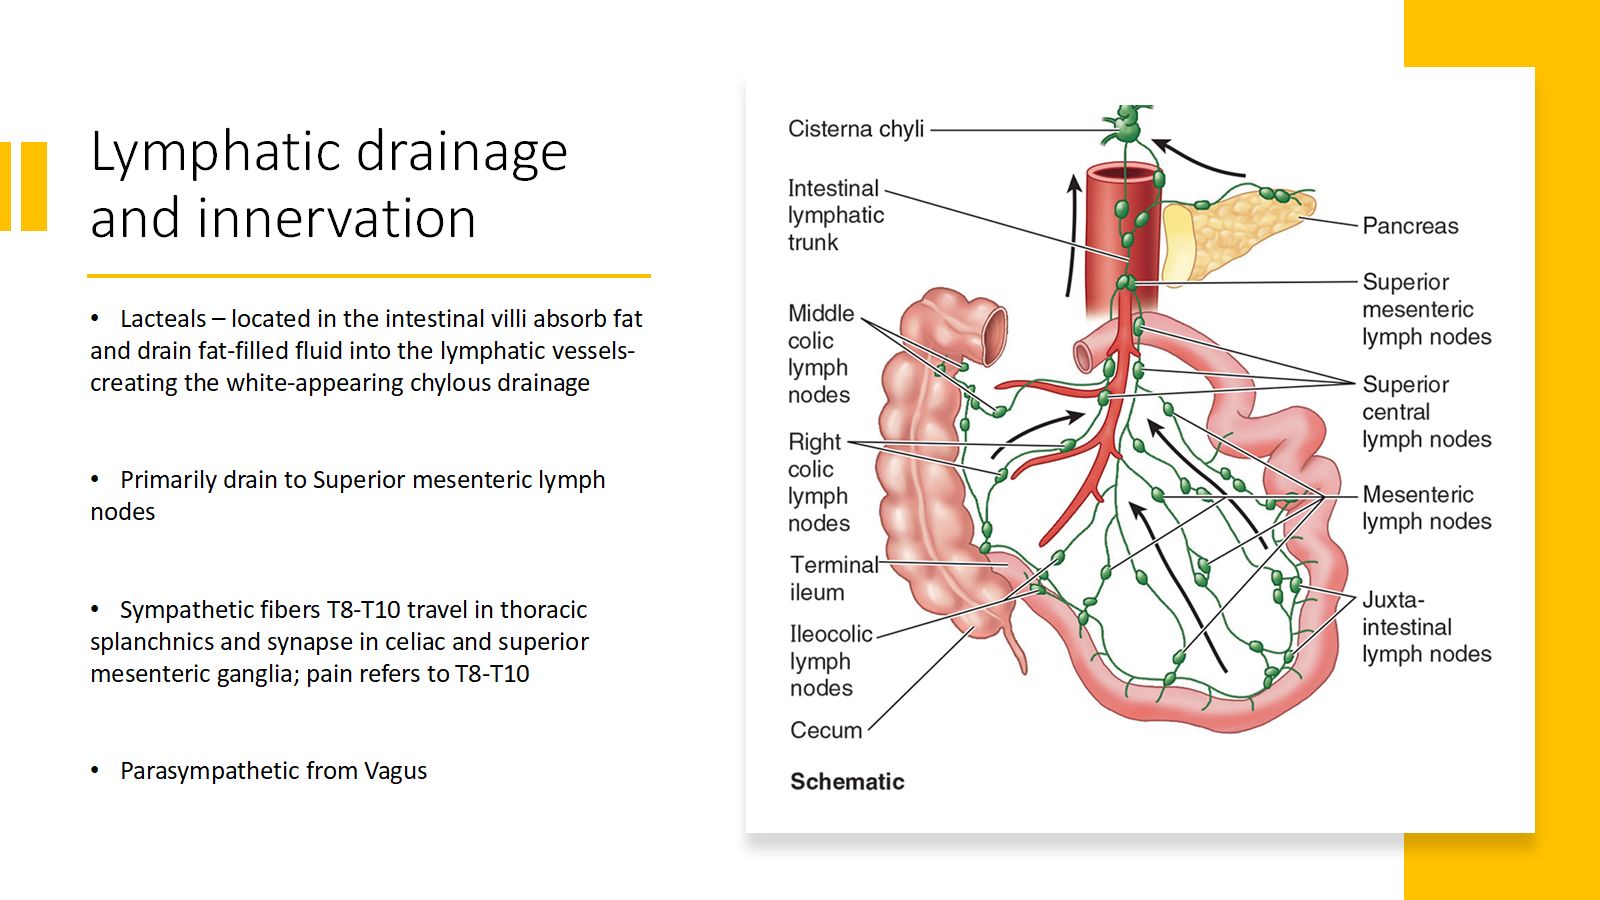 Lymphatic drainage
and innervation
• Lacteals – located in the intestinal villi absorb fat
and drain fat-filled fluid into the lymphatic vessels-
creating the white-appearing chylous drainage
• Primarily drain to Superior mesenteric lymph
nodes
• Sympathetic fibers T8-T10 travel in thoracic
splanchnics and synapse in celiac and superior
mesenteric ganglia; pain refers to T8-T10
• Parasympathetic from Vagus
Cisterna chyli
Intestinal
lymphatic
trunk
Middle
colic
lymph
nodes
Right
colic
lymph
nodes
Terminal
ileum
Ileocolic
lymph
nodes
Cecum
Schematic
Pancreas
Superior
mesenteric
lymph nodes
Superior
central
lymph nodes
Mesenteric
lymph nodes
Juxta-
intestinal
lymph nodes